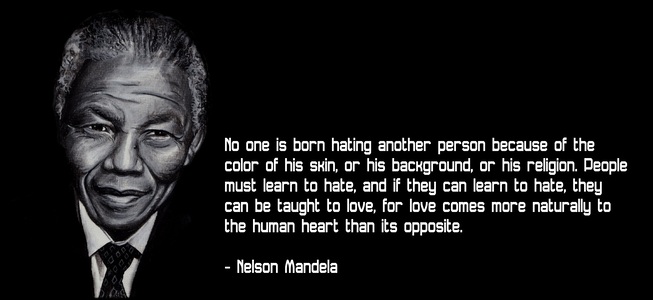 No one is born hating another person because of the
color of his skin, or his background, or his religion. People
must learn to hate, and if they can learn to hate, they
can be taught to love, for love comes more naturally to
the human heart than its opposite.
- Nelson Mandela